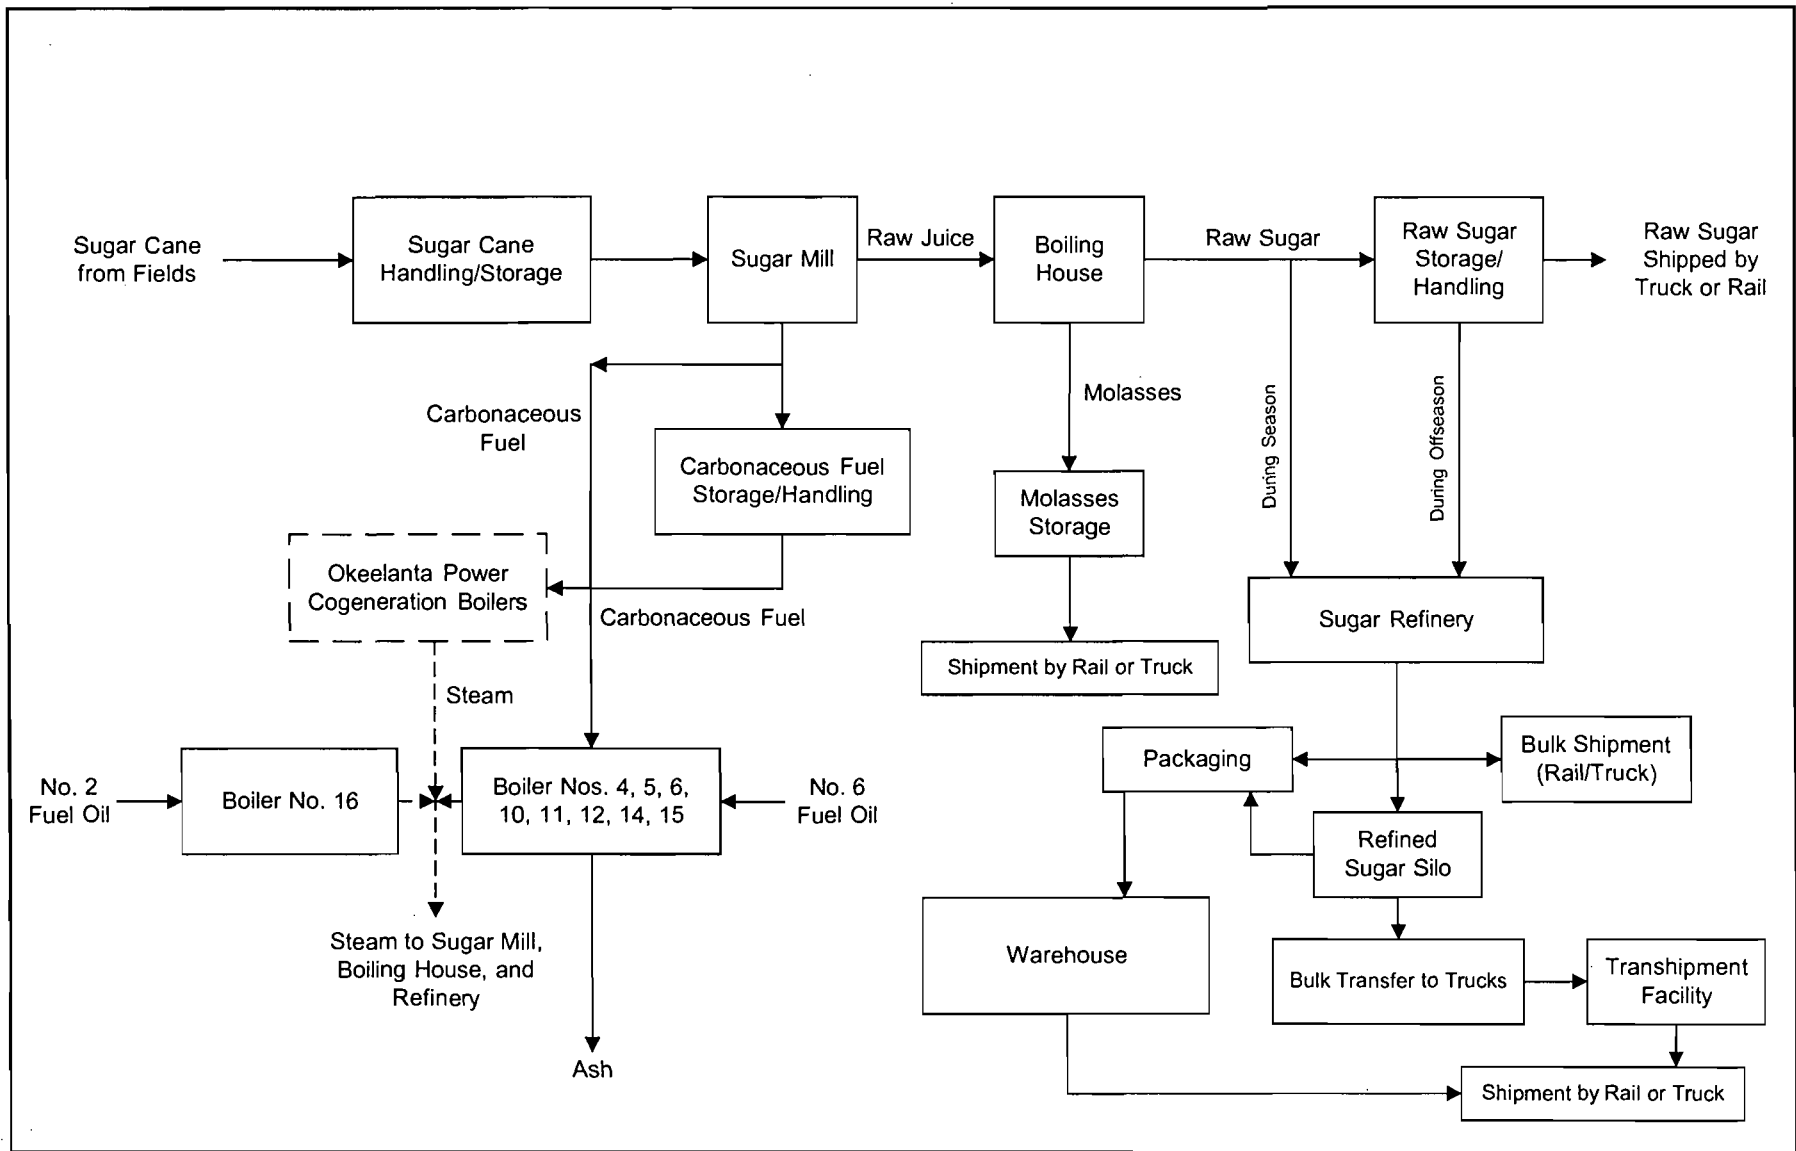 Sugar Cane
from Fields
Sugar Cane
Handling/Storage
Sugar Mill
Raw Juice
Boiling
House
Raw Sugar
Raw Sugar
Storage/
Handling
Raw Sugar
Shipped by
Truck or Rail
Carbonaceous
Fuel
Carbonaceous Fuel
Storage/Handling
Molasses
Molasses
Storage
Shipment by Rail or Truck
During Season
During Offseason
Okeelanta Power
Cogeneration Boilers
Carbonaceous Fuel
Steam
Sugar Refinery
No. 2
Fuel Oil
Boiler No. 16
Boiler Nos. 4, 5, 6,
10, 11, 12, 14, 15
No. 6
Fuel Oil
Packaging
Bulk Shipment
(Rail/Truck)
Refined
Sugar Silo
Steam to Sugar Mill,
Boiling House, and
Refinery
Ash
Warehouse
Bulk Transfer to Trucks
Transhipment
Facility
Shipment by Rail or Truck